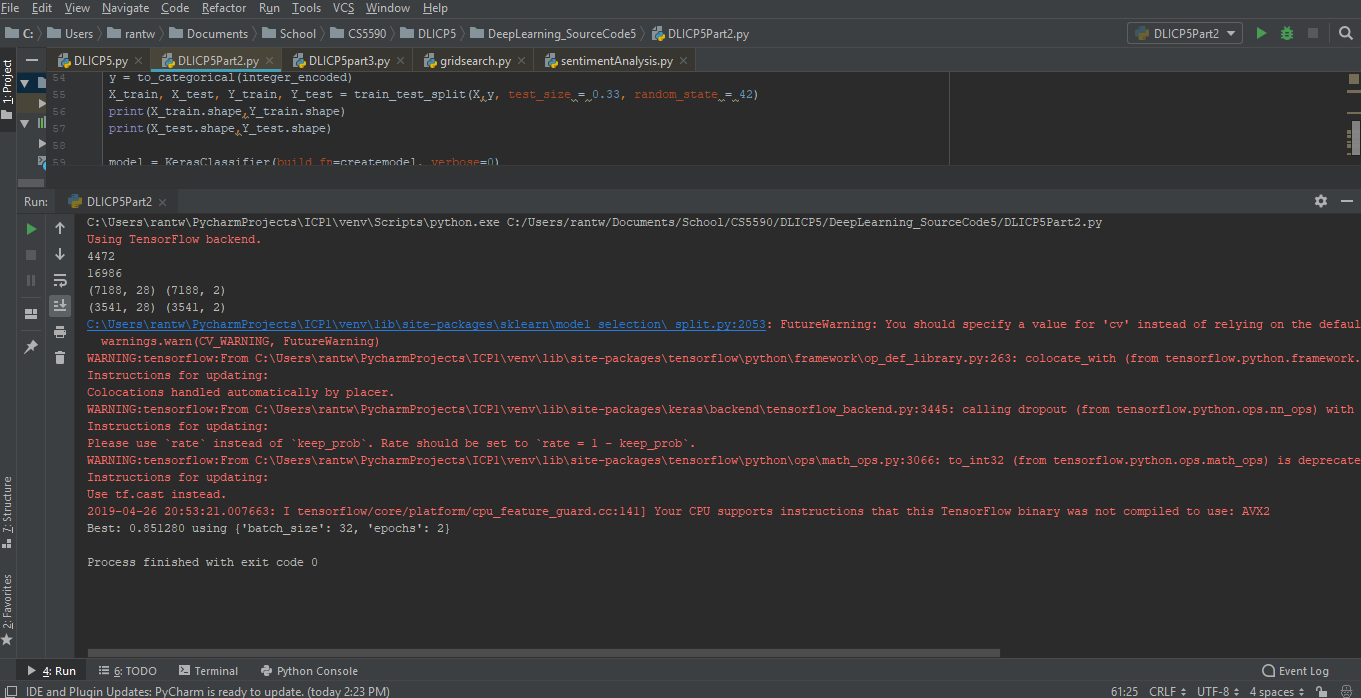 File Edit View Navigate Code Refactor Run Tools VCS Window Help
C: Users rantw Documents School CS5590 DLICP5 DeepLearning_SourceCode5 DLICP5Part2.py DLICP5Part2
DLICP5.py DLICP5Part2.py DLICP5part3.py gridsearch.py sentimentAnalysis.py
1: Project
54 y = to_categorical(integer_encoded)
55 X_train, X_test, Y_train, Y_test = train_test_split(X,y, test_size = 0.33, random_state = 42)
56 print(X_train.shape,Y_train.shape)
57 print(X_test.shape,Y_test.shape)
58
59 model = KerasClassifier(build_fn=createmodel, verbose=0)
Run: DLICP5Part2
C:\Users\rantw\PycharmProjects\ICP1\venv\Scripts\python.exe C:/Users/rantw/Documents/School/CS5590/DLICP5/DeepLearning_SourceCode5/DLICP5Part2.py
Using TensorFlow backend.
4472
16986
(7188, 28) (7188, 2)
(3541, 28) (3541, 2)
C:\Users\rantw\PycharmProjects\ICP1\venv\lib\site-packages\sklearn\model_selection\_split.py:2053: FutureWarning: You should specify a value for 'cv' instead of relying on the defaul
warnings.warn(CV_WARNING, FutureWarning)
WARNING:tensorflow:From C:\Users\rantw\PycharmProjects\ICP1\venv\lib\site-packages\tensorflow\python\framework\op_def_library.py:263: colocate_with (from tensorflow.python.framework.
Instructions for updating:
Colocations handled automatically by placer.
WARNING:tensorflow:From C:\Users\rantw\PycharmProjects\ICP1\venv\lib\site-packages\keras\backend\tensorflow_backend.py:3445: calling dropout (from tensorflow.python.ops.nn_ops) with
Instructions for updating:
Please use `rate` instead of `keep_prob`. Rate should be set to `rate = 1 - keep_prob`.
WARNING:tensorflow:From C:\Users\rantw\PycharmProjects\ICP1\venv\lib\site-packages\tensorflow\python\ops\math_ops.py:3066: to_int32 (from tensorflow.python.ops.math_ops) is deprecate
Instructions for updating:
Use tf.cast instead.
2019-04-26 20:53:21.007663: I tensorflow/core/platform/cpu_feature_guard.cc:141] Your CPU supports instructions that this TensorFlow binary was not compiled to use: AVX2
Best: 0.851280 using {'batch_size': 32, 'epochs': 2}
Process finished with exit code 0
7: Structure
2: Favorites
4: Run 6: TODO Terminal Python Console Event Log
IDE and Plugin Updates: PyCharm is ready to update. (today 2:23 PM) 61:25 CRLF UTF-8 4 spaces